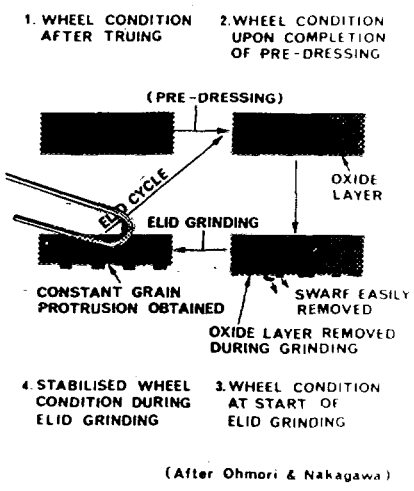 1. WHEEL CONDITION
AFTER TRUING
2. WHEEL CONDITION
UPON COMPLETION
OF PRE-DRESSING
(PRE-DRESSING)
OXIDE
LAYER
ELID CYCLE
ELID GRINDING
CONSTANT GRAIN
PROTRUSION OBTAINED
SWARF EASILY
REMOVED
OXIDE LAYER REMOVED
DURING GRINDING
4. STABILISED WHEEL
CONDITION DURING
ELID GRINDING
3. WHEEL CONDITION
AT START OF
ELID GRINDING
(After Ohmori & Nakagawa)